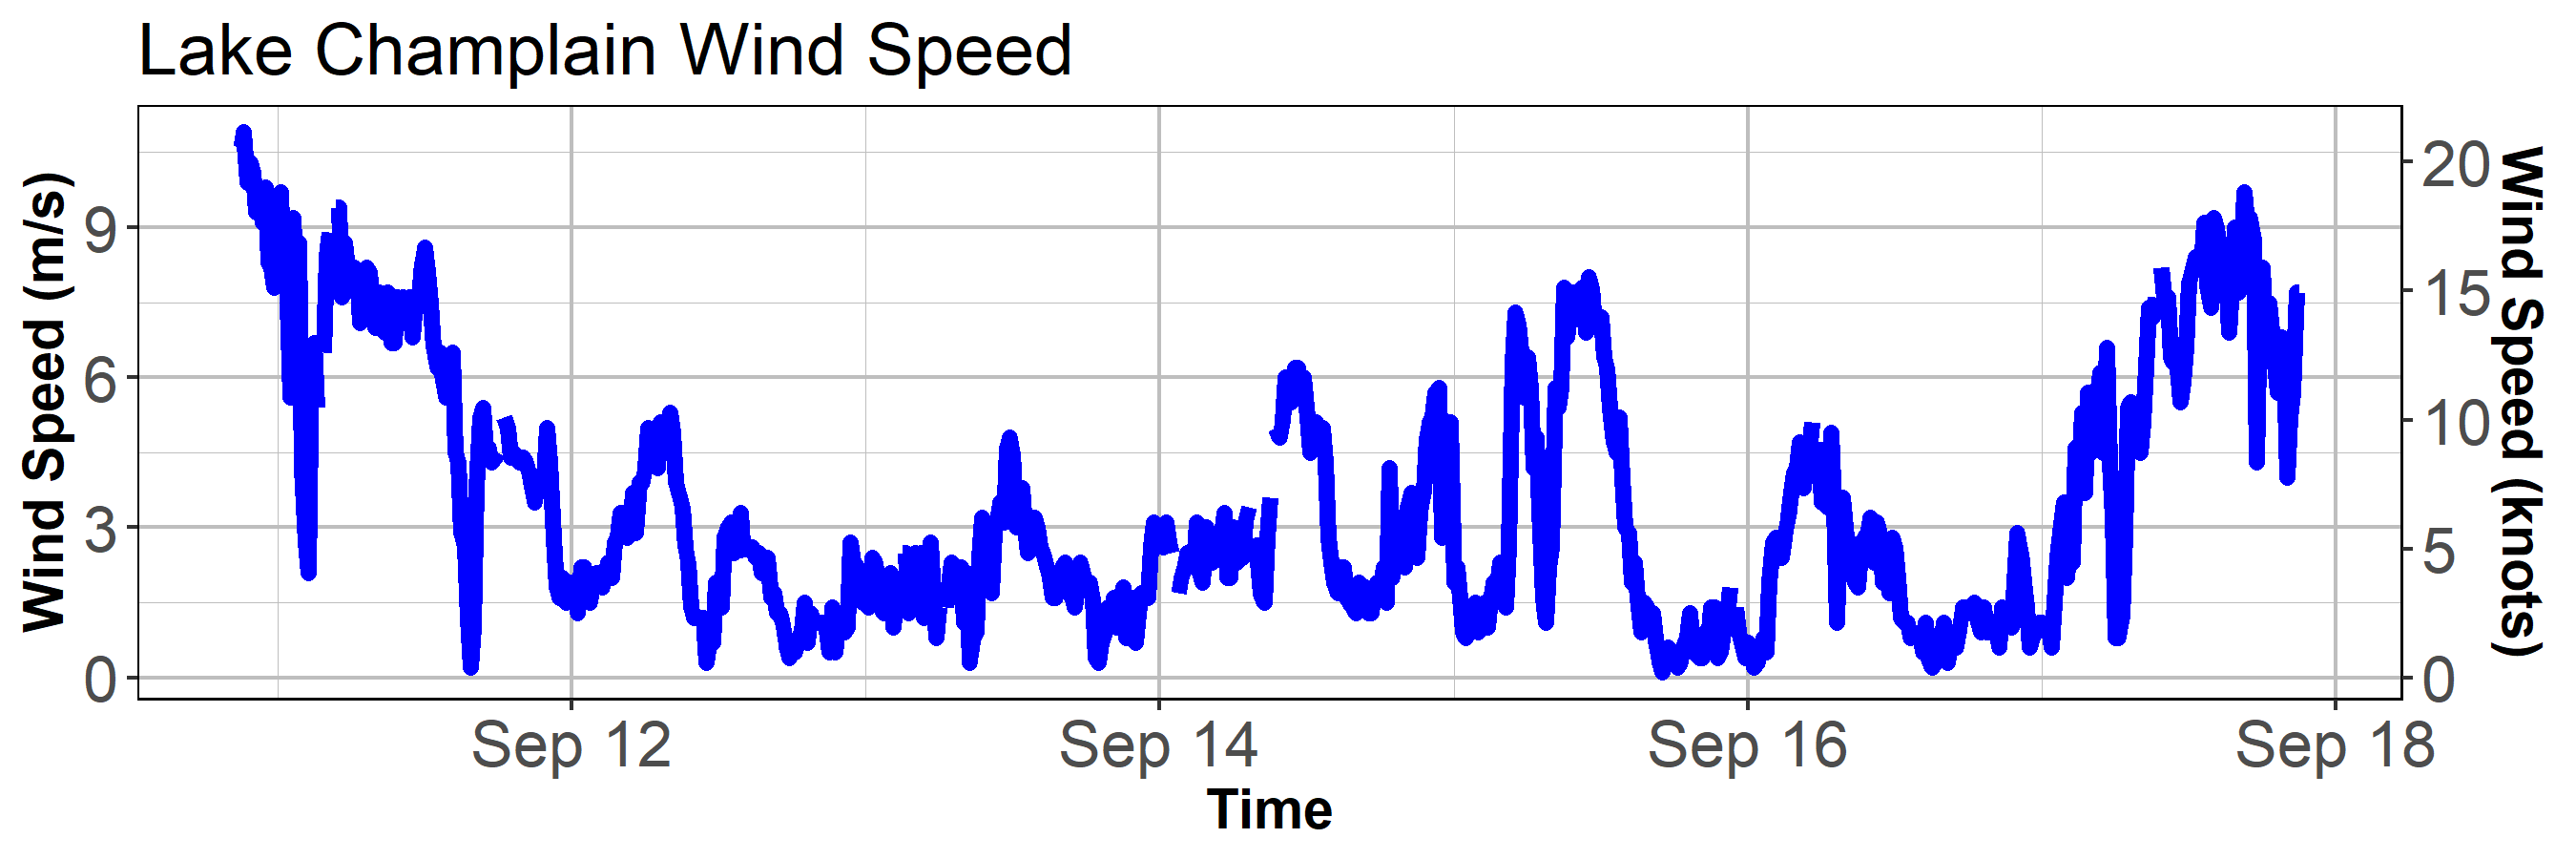 Lake Champlain Wind Speed
Wind Speed (m/s)
9
6
3
0
20
15
10
5
0
Wind Speed (knots)
Sep 12
Sep 14
Sep 16
Sep 18
Time